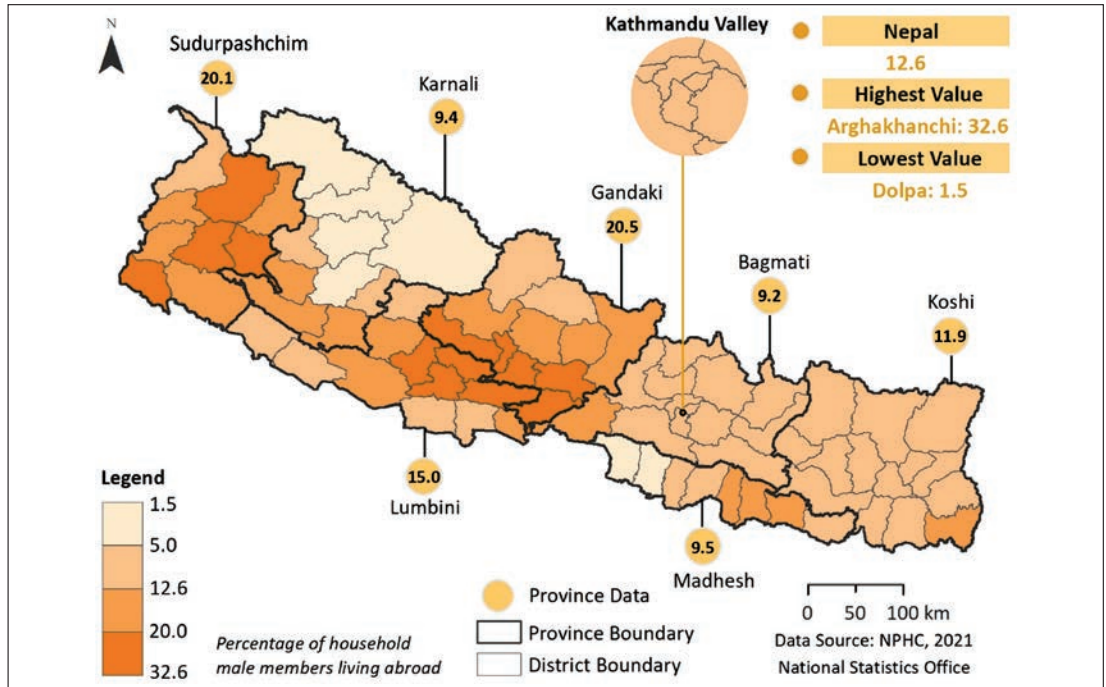 N
Sudurpashchim
20.1
Karnali
9.4
Gandaki
20.5
Kathmandu Valley
Bagmati
9.2
Koshi
11.9
Nepal
12.6
Highest Value
Arghakhanchi: 32.6
Lowest Value
Dolpa: 1.5
15.0
Lumbini
9.5
Madhesh
Legend
1.5
5.0
12.6
20.0
32.6
Percentage of household
male members living abroad
Province Data
Province Boundary
District Boundary
0 50 100 km
Data Source: NPHC, 2021
National Statistics Office